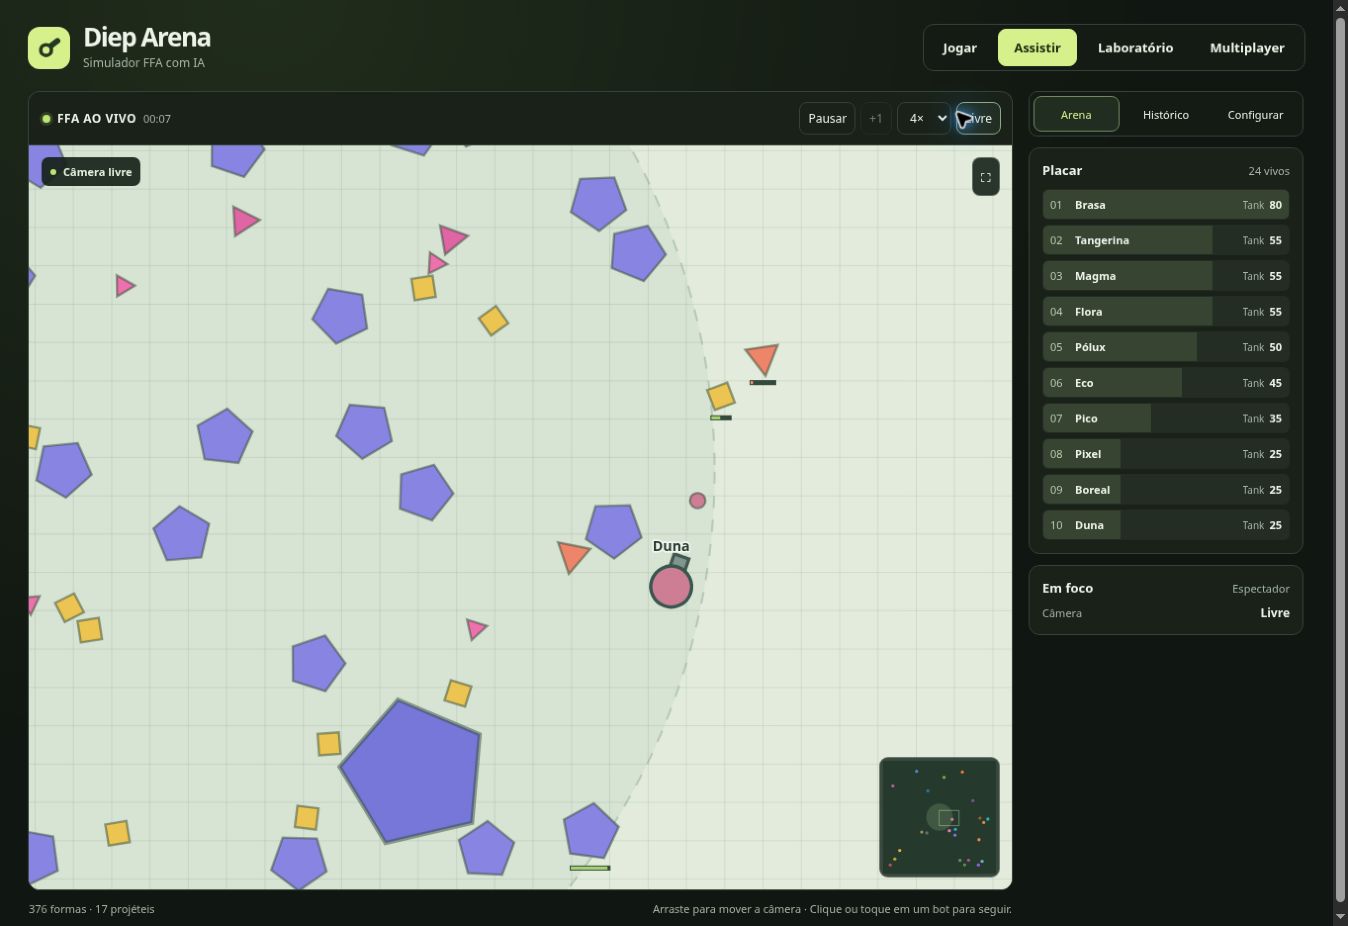 Diep Arena
Simulador FFA com IA
Jogar
Assistir
Laboratório
Multiplayer
FFA AO VIVO 00:07
Pausar
+1
4×
Câmera livre
Arena
Histórico
Configurar
Placar
24 vivos
01 Brasa Tank 80
02 Tangerina Tank 55
03 Magma Tank 55
04 Flora Tank 55
05 Pólux Tank 50
06 Eco Tank 45
07 Pico Tank 35
08 Pixel Tank 25
09 Boreal Tank 25
10 Duna Tank 25
Em foco
Espectador
Câmera
Livre
Duna
376 formas · 17 projéteis
Arraste para mover a câmera · Clique ou toque em um bot para seguir.